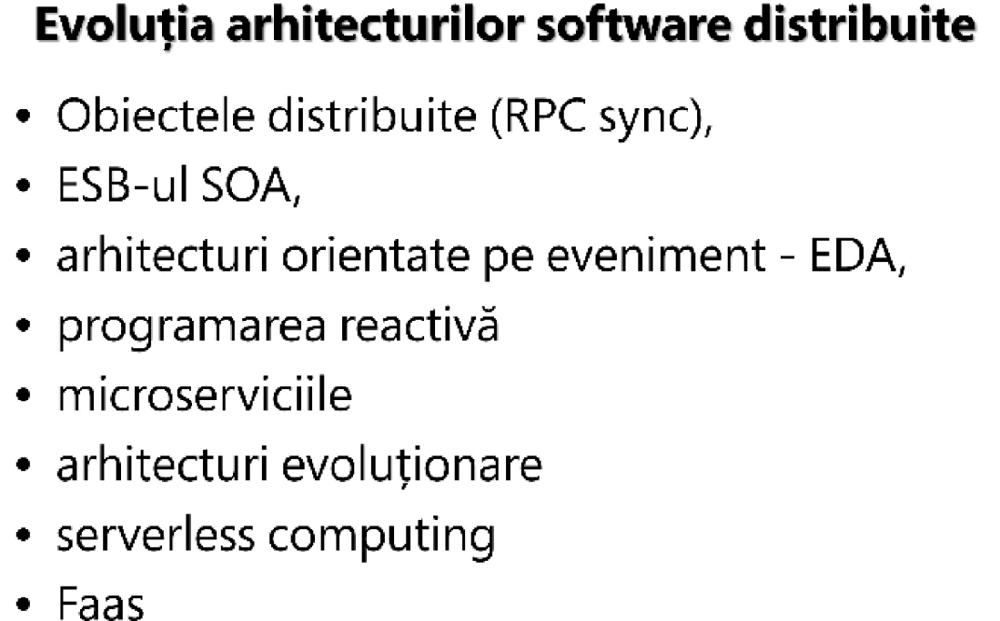 Evoluția arhitecturilor software distribuite
• Obiectele distribuite (RPC sync),
• ESB-ul SOA,
• arhitecturi orientate pe eveniment - EDA,
• programarea reactivă
• microserviciile
• arhitecturi evoluționare
• serverless computing
• Faas